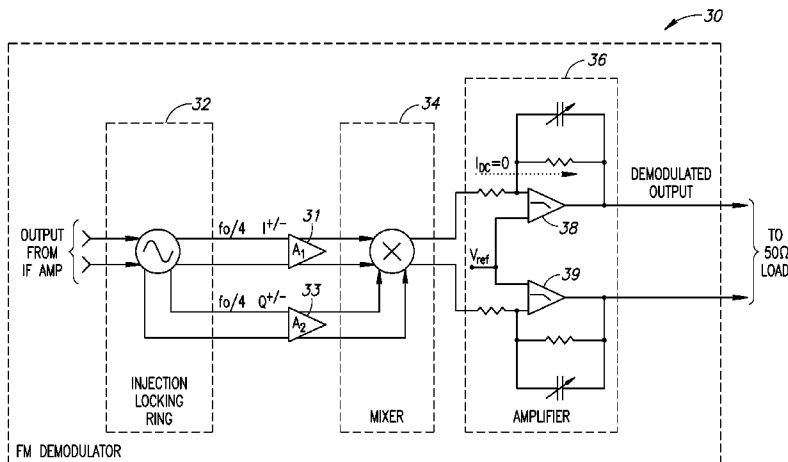 30
32
34
36
I_DC=0
DEMODULATED
OUTPUT
OUTPUT
FROM
IF AMP
fo/4 I+/-
31
A1
38
TO
50Ω
LOAD
Vref
39
fo/4 Q+/-
33
A2
INJECTION
LOCKING
RING
MIXER
AMPLIFIER
FM DEMODULATOR